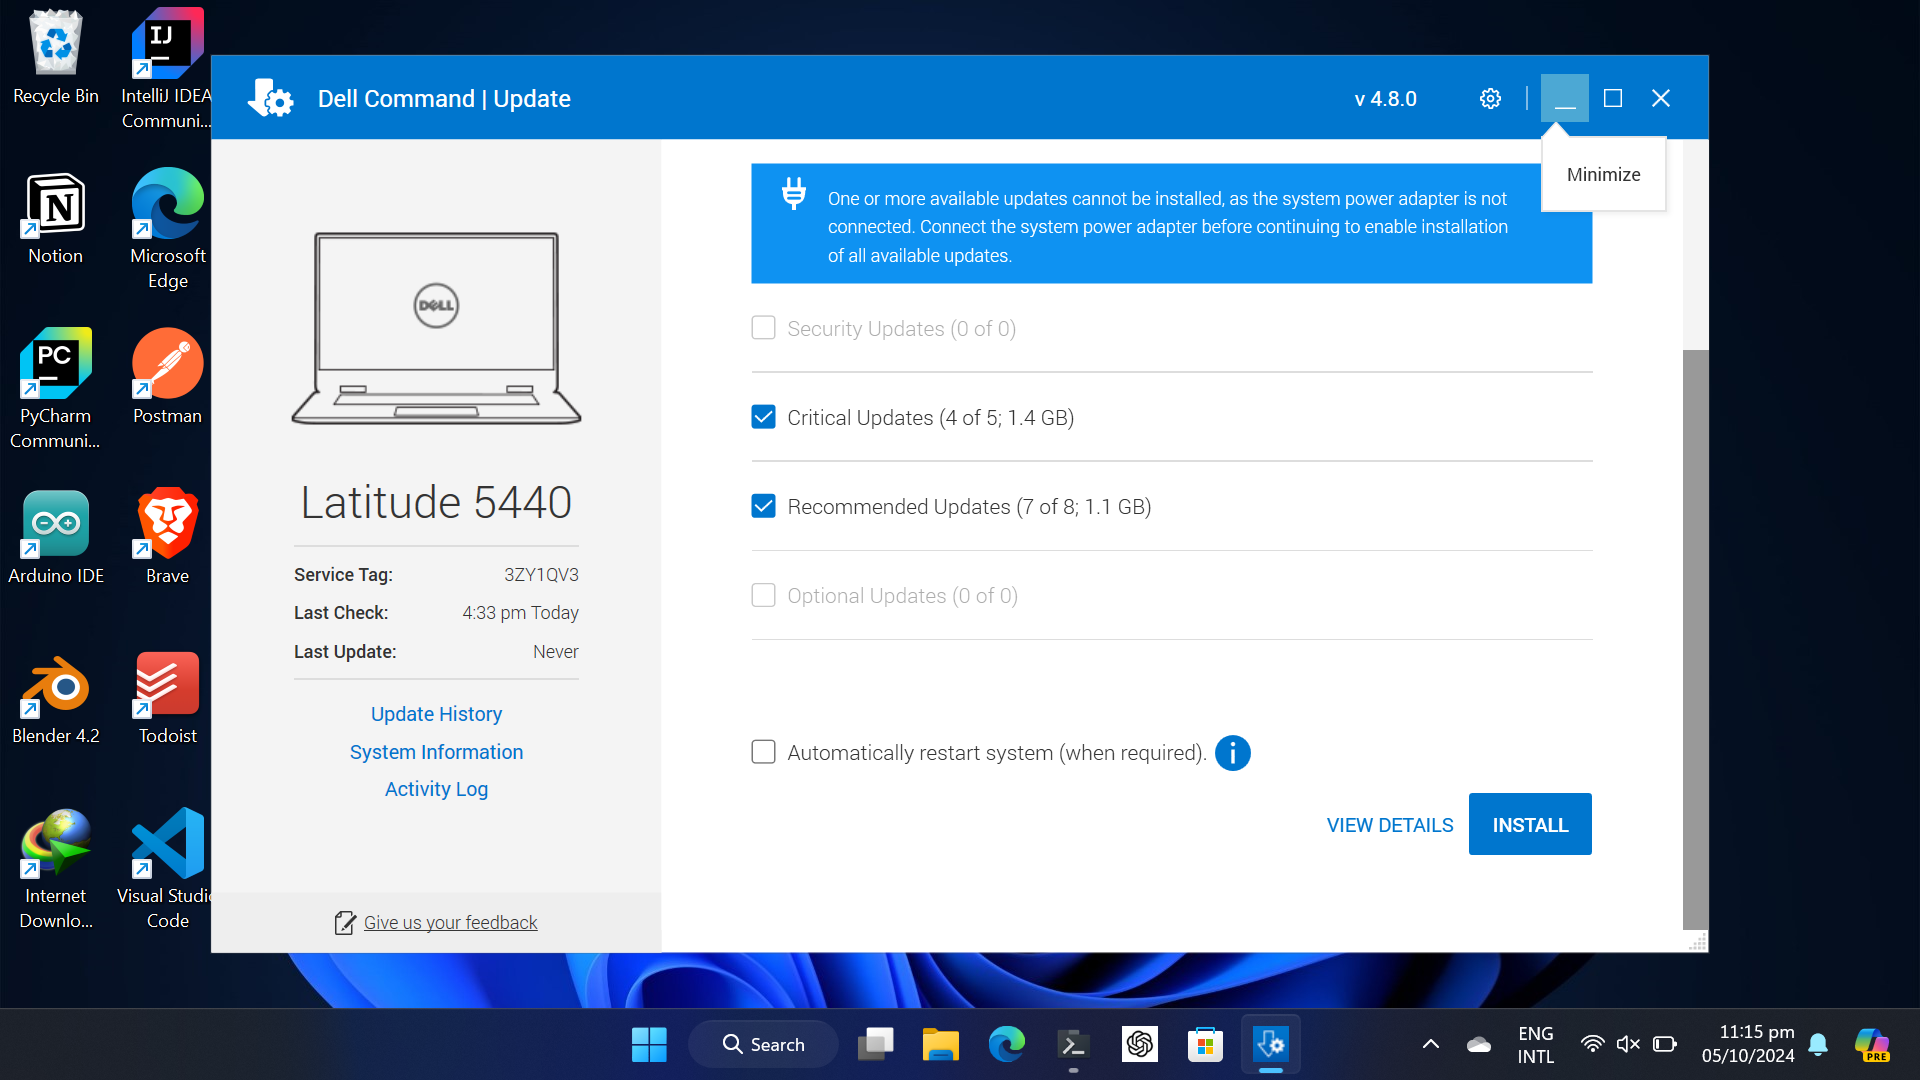 Recycle Bin
IntelliJ IDEA
Communi...
Notion
Microsoft
Edge
PC
PyCharm
Communi...
Postman
Arduino IDE
Brave
Blender 4.2
Todoist
Internet
Downlo...
Visual Studio
Code
IJ
N
Dell Command | Update
v 4.8.0
Minimize
DELL
Latitude 5440
Service Tag: 3ZY1QV3
Last Check: 4:33 pm Today
Last Update: Never
Update History
System Information
Activity Log
Give us your feedback
One or more available updates cannot be installed, as the system power adapter is not
connected. Connect the system power adapter before continuing to enable installation
of all available updates.
Security Updates (0 of 0)
Critical Updates (4 of 5; 1.4 GB)
Recommended Updates (7 of 8; 1.1 GB)
Optional Updates (0 of 0)
Automatically restart system (when required).
i
VIEW DETAILS
INSTALL
Search
ENG
INTL
11:15 pm
05/10/2024
PRE